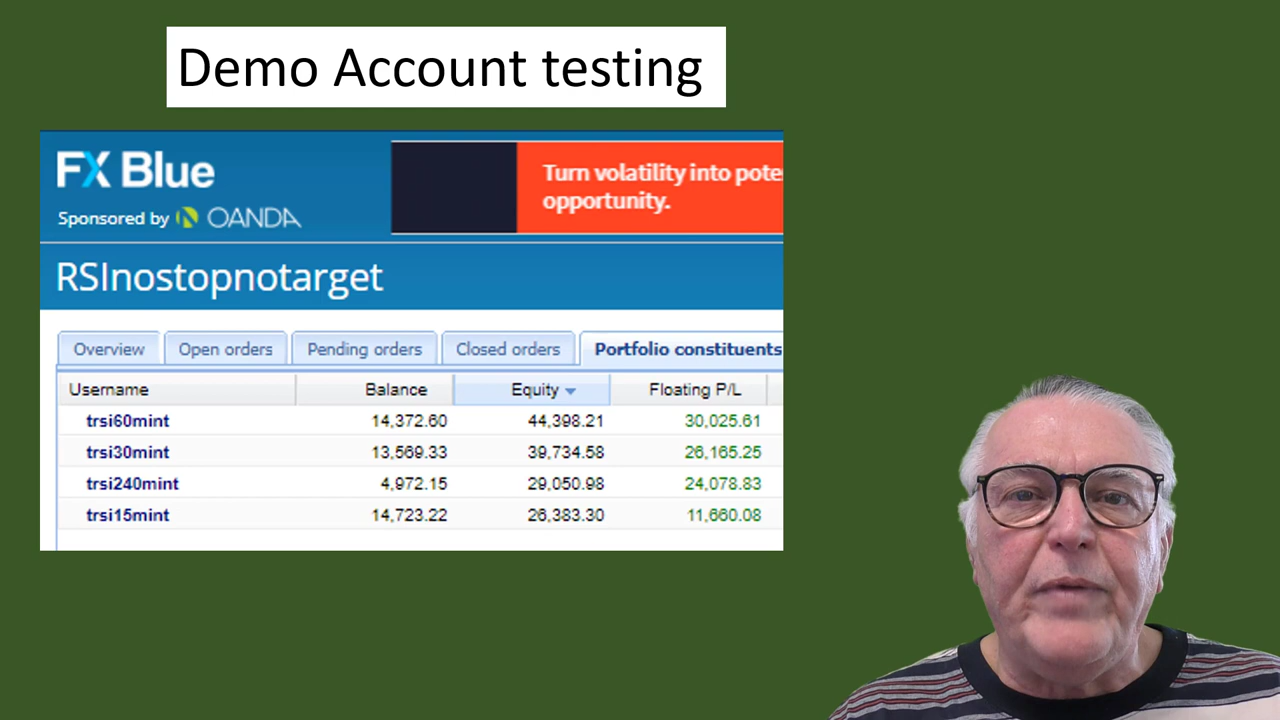 Demo Account testing
FX Blue
Sponsored by OANDA
Turn volatility into pote
opportunity.
RSInostopnotarget
Overview Open orders Pending orders Closed orders Portfolio constituents
Username Balance Equity Floating P/L
trsi60mint 14,372.60 44,398.21 30,025.61
trsi30mint 13,569.33 39,734.58 26,165.25
trsi240mint 4,972.15 29,050.98 24,078.83
trsi15mint 14,723.22 26,383.30 11,660.08